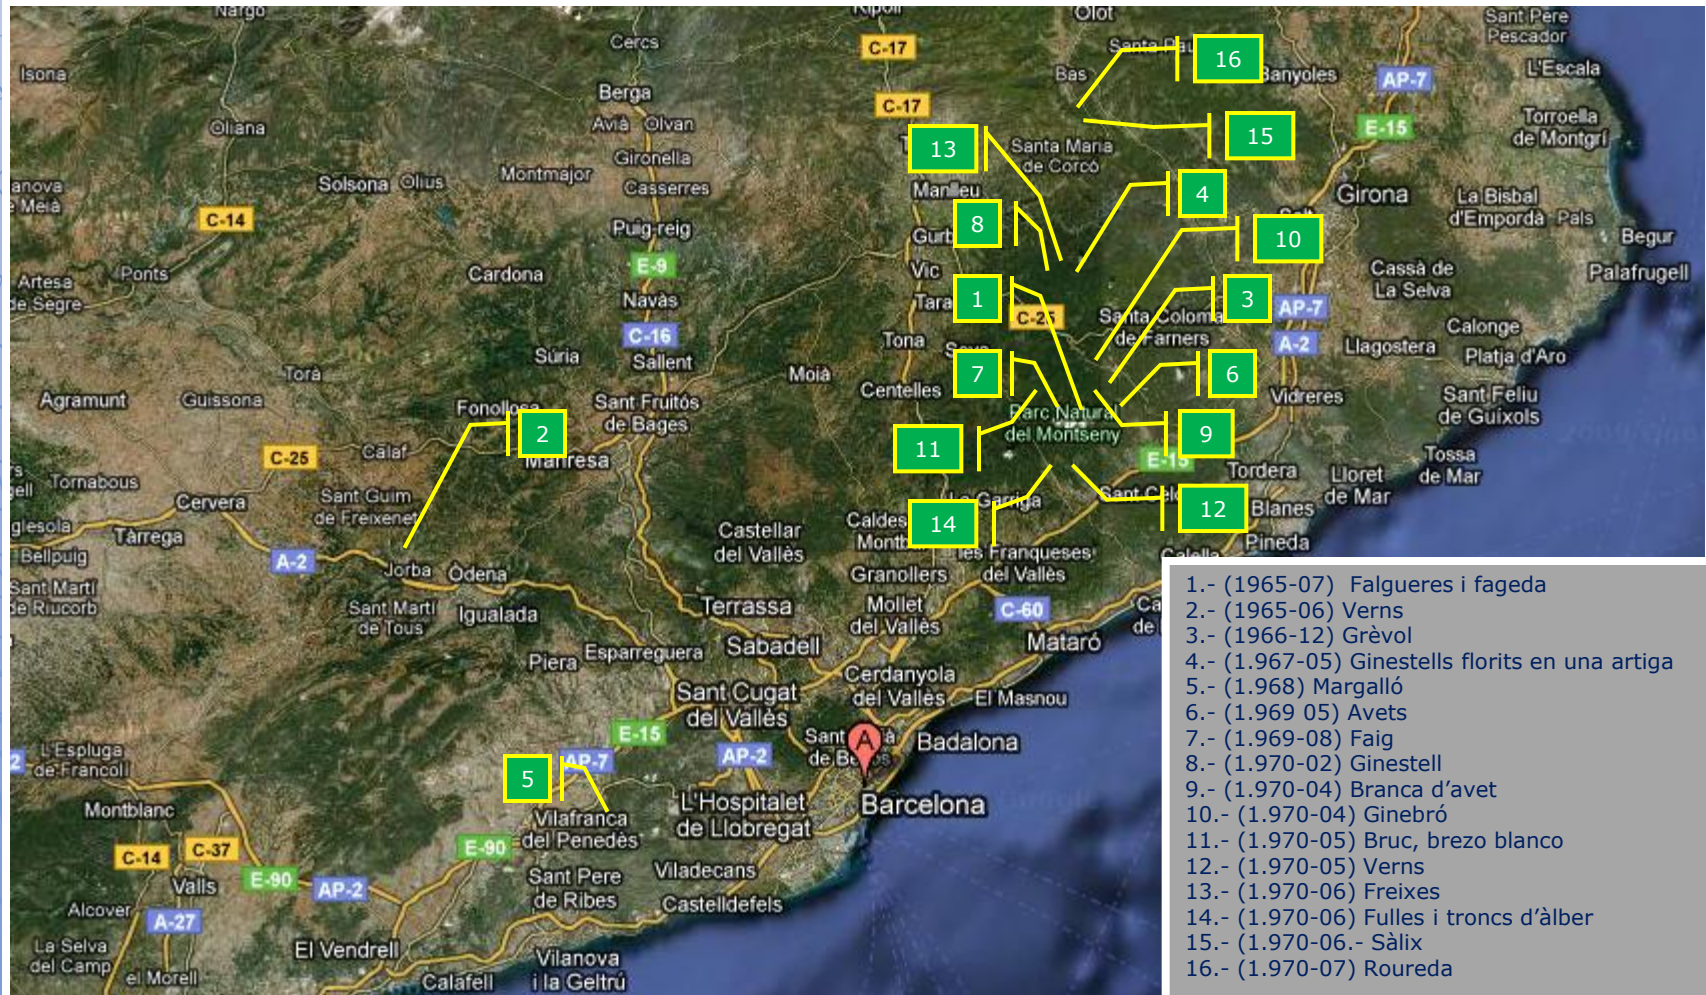 Nargo
Ripoll
Olot
Sant Pere
Pescador
Cercs
C-17
16
Isona
Bas
Banyoles
AP-7
L'Escala
Berga
C-17
Oliana
Avià Olvan
E-15
Torroella
de Montgrí
15
13
Gironella
Santa Maria
de Corcó
Montmajor
Solsona Olius
Casserres
Manlleu
4
Girona
La Bisbal
d'Empordà Pals
C-14
Puig-reig
8
10
Begur
E-9
Vic
Cassà de
La Selva
Palafrugell
Artesa
de Segre
Ponts
Cardona
Navàs
1
3
C-25
Santa Coloma
de Farners
AP-7
C-16
Calonge
Súria
Sallent
Tona
A-2
Llagostera
Platja d'Aro
Torà
Moià
7
6
Centelles
Agramunt
Guissona
Fonollosa
Sant Fruitós
de Bages
Vidreres
Sant Feliu
de Guíxols
Parc Natural
del Montseny
2
9
11
C-25
Calaf
Manresa
E-15
Tordera
Tossa
de Mar
Tornabous
Lloret
de Mar
Cervera
Sant Guim
de Freixenet
12
Blanes
14
Tàrrega
Castellar
del Vallès
Pineda
Bellpuig
A-2
Jorba
Òdena
les Franqueses
del Vallès
Calella
Granollers
Sant Martí
de Riucorb
Sant Martí
de Tous
Igualada
Terrassa
Mollet
del Vallès
C-60
Mataró
Piera
Esparreguera
Sabadell
Cerdanyola
del Vallès
Sant Cugat
del Vallès
El Masnou
E-15
A
Badalona
L'Espluga
de Francolí
AP-7
AP-2
5
Montblanc
Vilafranca
del Penedès
L'Hospitalet
de Llobregat
Barcelona
C-14
C-37
E-90
Valls
E-90
AP-2
Sant Pere
de Ribes
Viladecans
Castelldefels
Alcover
A-27
La Selva
del Camp
El Vendrell
el Morell
Calafell
Vilanova
i la Geltrú
1.- (1965-07) Falgueres i fageda
2.- (1965-06) Verns
3.- (1966-12) Grèvol
4.- (1.967-05) Ginestells florits en una artiga
5.- (1.968) Margalló
6.- (1.969 05) Avets
7.- (1.969-08) Faig
8.- (1.970-02) Ginestell
9.- (1.970-04) Branca d'avet
10.- (1.970-04) Ginebró
11.- (1.970-05) Bruc, brezo blanco
12.- (1.970-05) Verns
13.- (1.970-06) Freixes
14.- (1.970-06) Fulles i troncs d'àlber
15.- (1.970-06.- Sàlix
16.- (1.970-07) Roureda